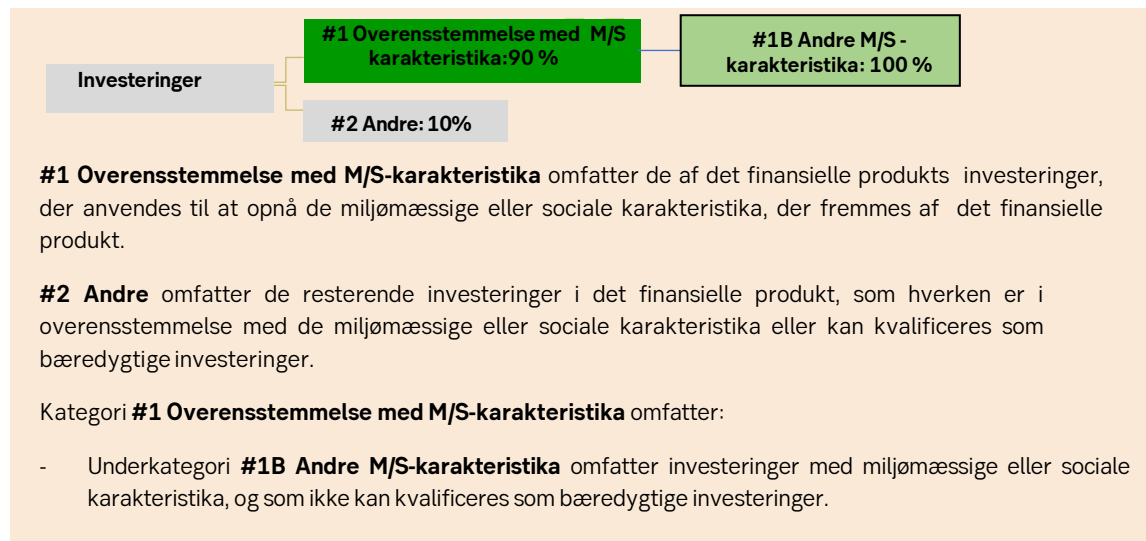 #1 Overensstemmelse med M/S
karakteristika:90 %
#1B Andre M/S -
karakteristika: 100 %
Investeringer
#2 Andre: 10%
#1 Overensstemmelse med M/S-karakteristika omfatter de af det finansielle produkts investeringer,
der anvendes til at opnå de miljømæssige eller sociale karakteristika, der fremmes af det finansielle
produkt.
#2 Andre omfatter de resterende investeringer i det finansielle produkt, som hverken er i
overensstemmelse med de miljømæssige eller sociale karakteristika eller kan kvalificeres som
bæredygtige investeringer.
Kategori #1 Overensstemmelse med M/S-karakteristika omfatter:
- Underkategori #1B Andre M/S-karakteristika omfatter investeringer med miljømæssige eller sociale
karakteristika, og som ikke kan kvalificeres som bæredygtige investeringer.